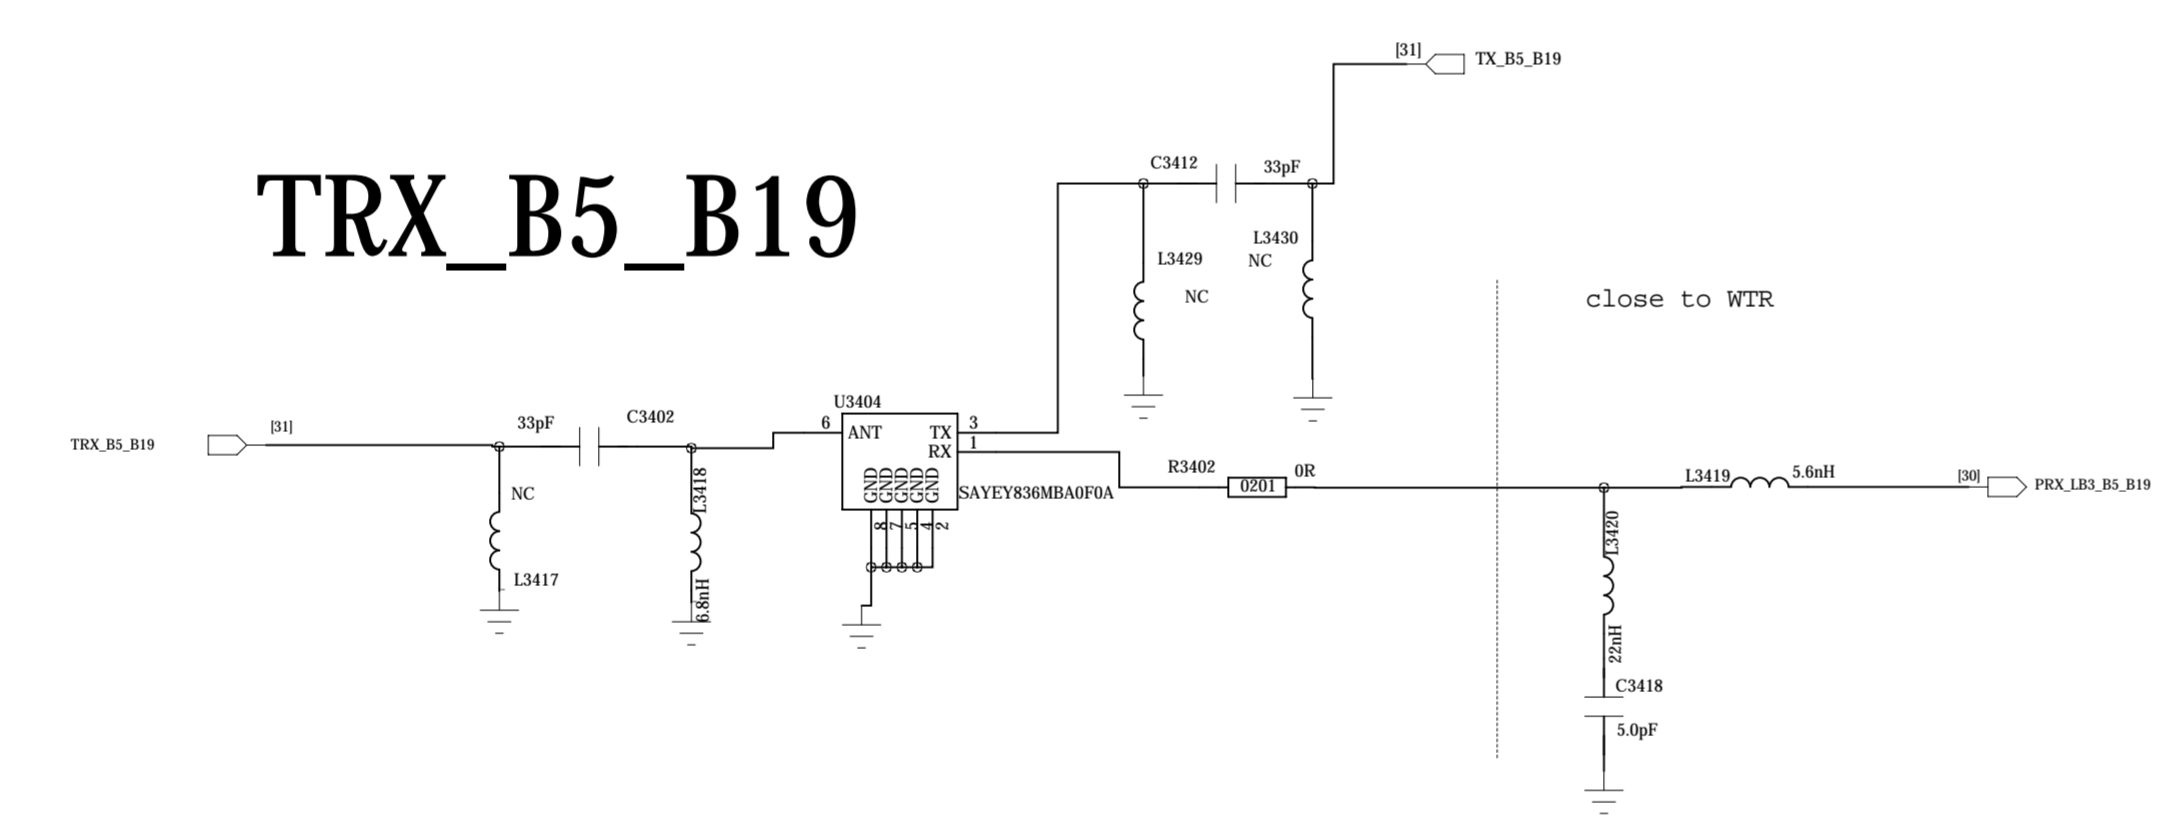 [31]
TX_B5_B19
C3412
33pF
TRX_B5_B19
L3430
NC
L3429
NC
close to WTR
U3404
TRX_B5_B19
[31]
33pF
C3402
6
ANT
TX
3
RX
1
GND
GND
GND
GND
GND
SAYEY836MBA0F0A
8
7
5
4
2
NC
L3417
L3418
6.8nH
R3402
0201
0R
L3419
5.6nH
[30]
PRX_LB3_B5_B19
L3420
22nH
C3418
5.0pF